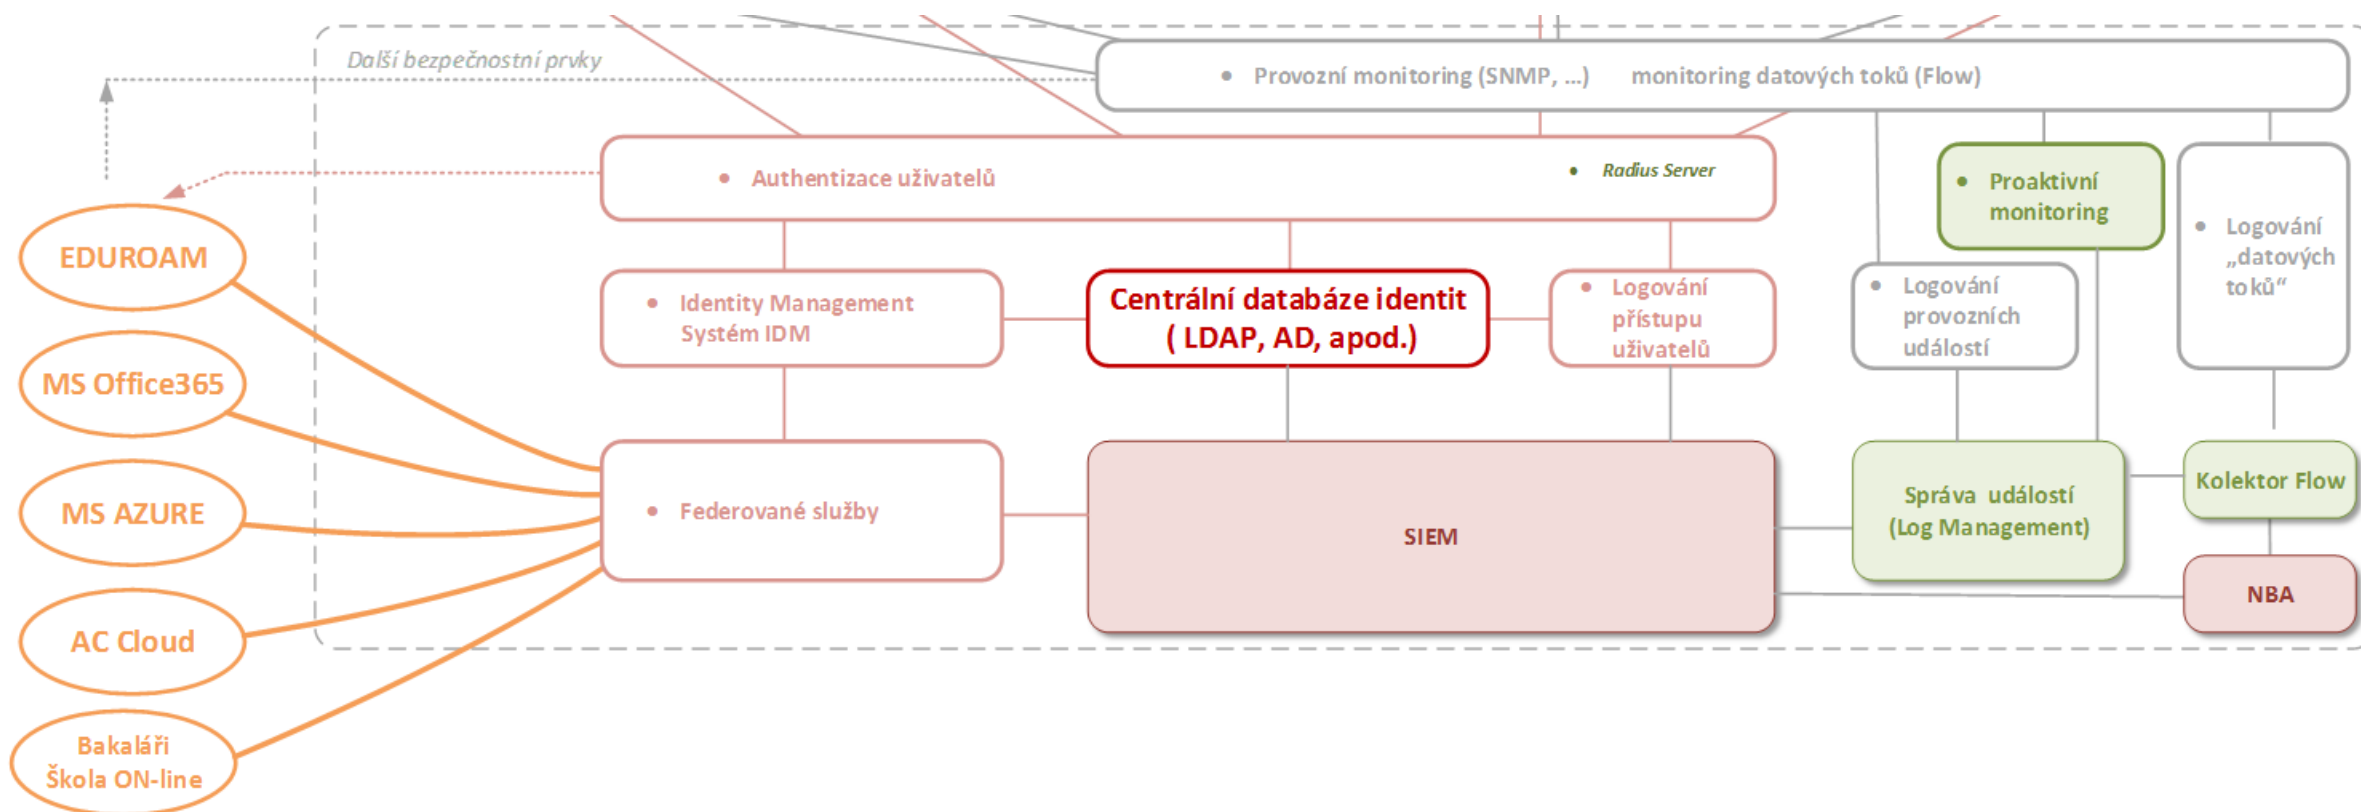 Další bezpečnostní prvky
• Provozní monitoring (SNMP, ...) monitoring datových toků (Flow)
• Authentizace uživatelů
• Radius Server
• Proaktivní
monitoring
• Logování
„datových
toků“
EDUROAM
• Identity Management
Systém IDM
Centrální databáze identit
( LDAP, AD, apod.)
• Logování
přístupu
uživatelů
• Logování
provozních
událostí
MS Office365
MS AZURE
• Federované služby
SIEM
Správa událostí
(Log Management)
Kolektor Flow
NBA
AC Cloud
Bakaláři
Škola ON-line